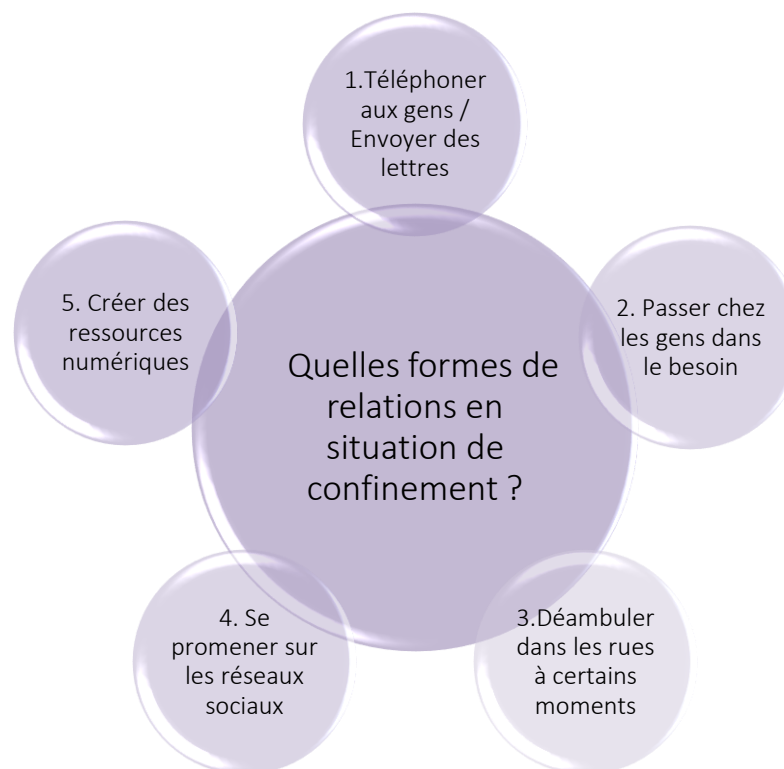 1.Téléphoner
aux gens /
Envoyer des
lettres
2. Passer chez
les gens dans
le besoin
3.Déambuler
dans les rues
à certains
moments
4. Se
promener sur
les réseaux
sociaux
5. Créer des
ressources
numériques
Quelles formes de
relations en
situation de
confinement ?